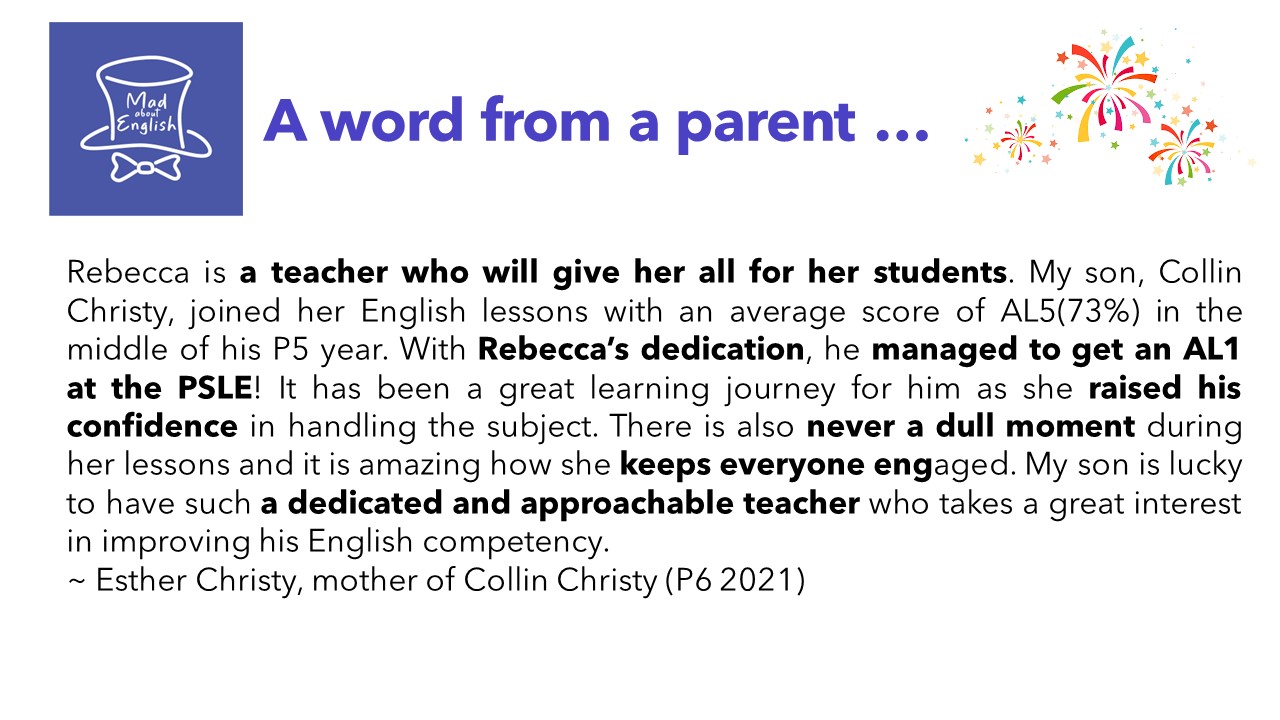 Mad
about
English
A word from a parent ...
Rebecca is a teacher who will give her all for her students. My son, Collin
Christy, joined her English lessons with an average score of AL5(73%) in the
middle of his P5 year. With Rebecca’s dedication, he managed to get an AL1
at the PSLE! It has been a great learning journey for him as she raised his
confidence in handling the subject. There is also never a dull moment during
her lessons and it is amazing how she keeps everyone engaged. My son is lucky
to have such a dedicated and approachable teacher who takes a great interest
in improving his English competency.
~ Esther Christy, mother of Collin Christy (P6 2021)